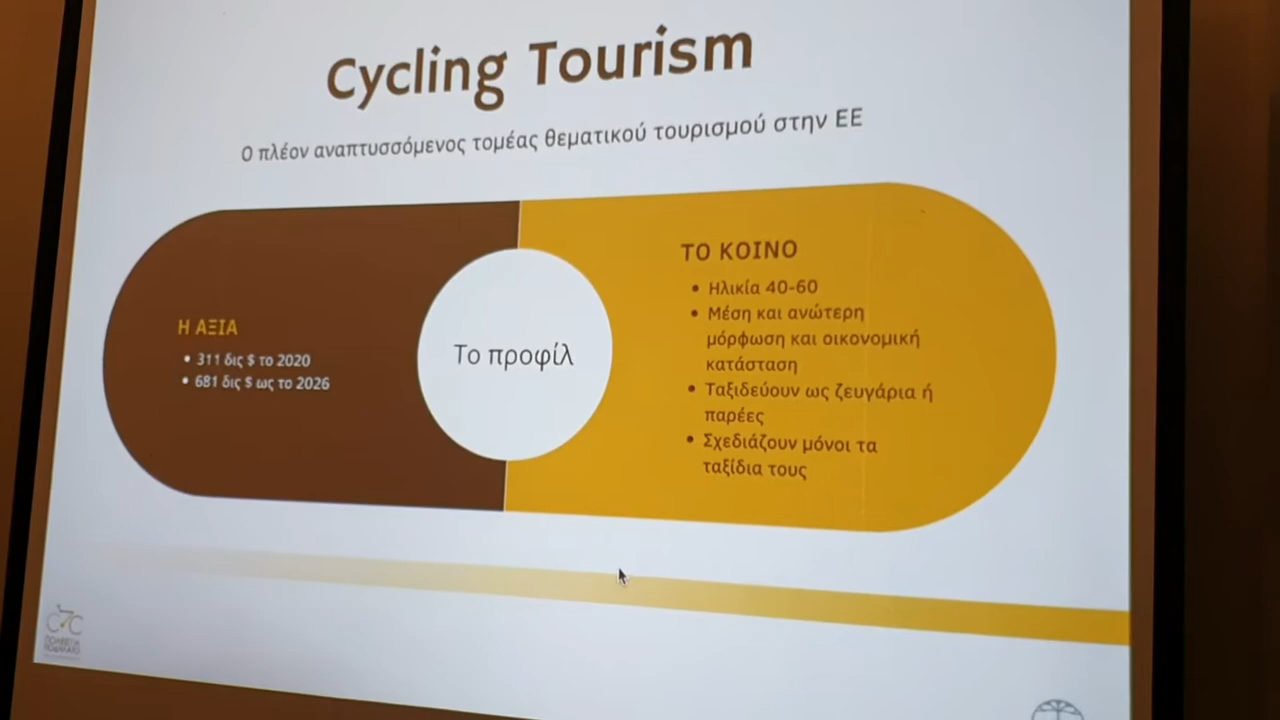 Cycling Tourism
Ο πλέον αναπτυσσόμενος τομέας θεματικού τουρισμού στην ΕΕ
Η ΑΞΙΑ
• 311 δις $ το 2020
• 681 δις $ ως το 2026
Το προφίλ
ΤΟ ΚΟΙΝΟ
• Ηλικία 40-60
• Μέση και ανώτερη
μόρφωση και οικονομική
κατάσταση
• Ταξιδεύουν ως ζευγάρια ή
παρέες
• Σχεδιάζουν μόνοι τα
ταξίδια τους